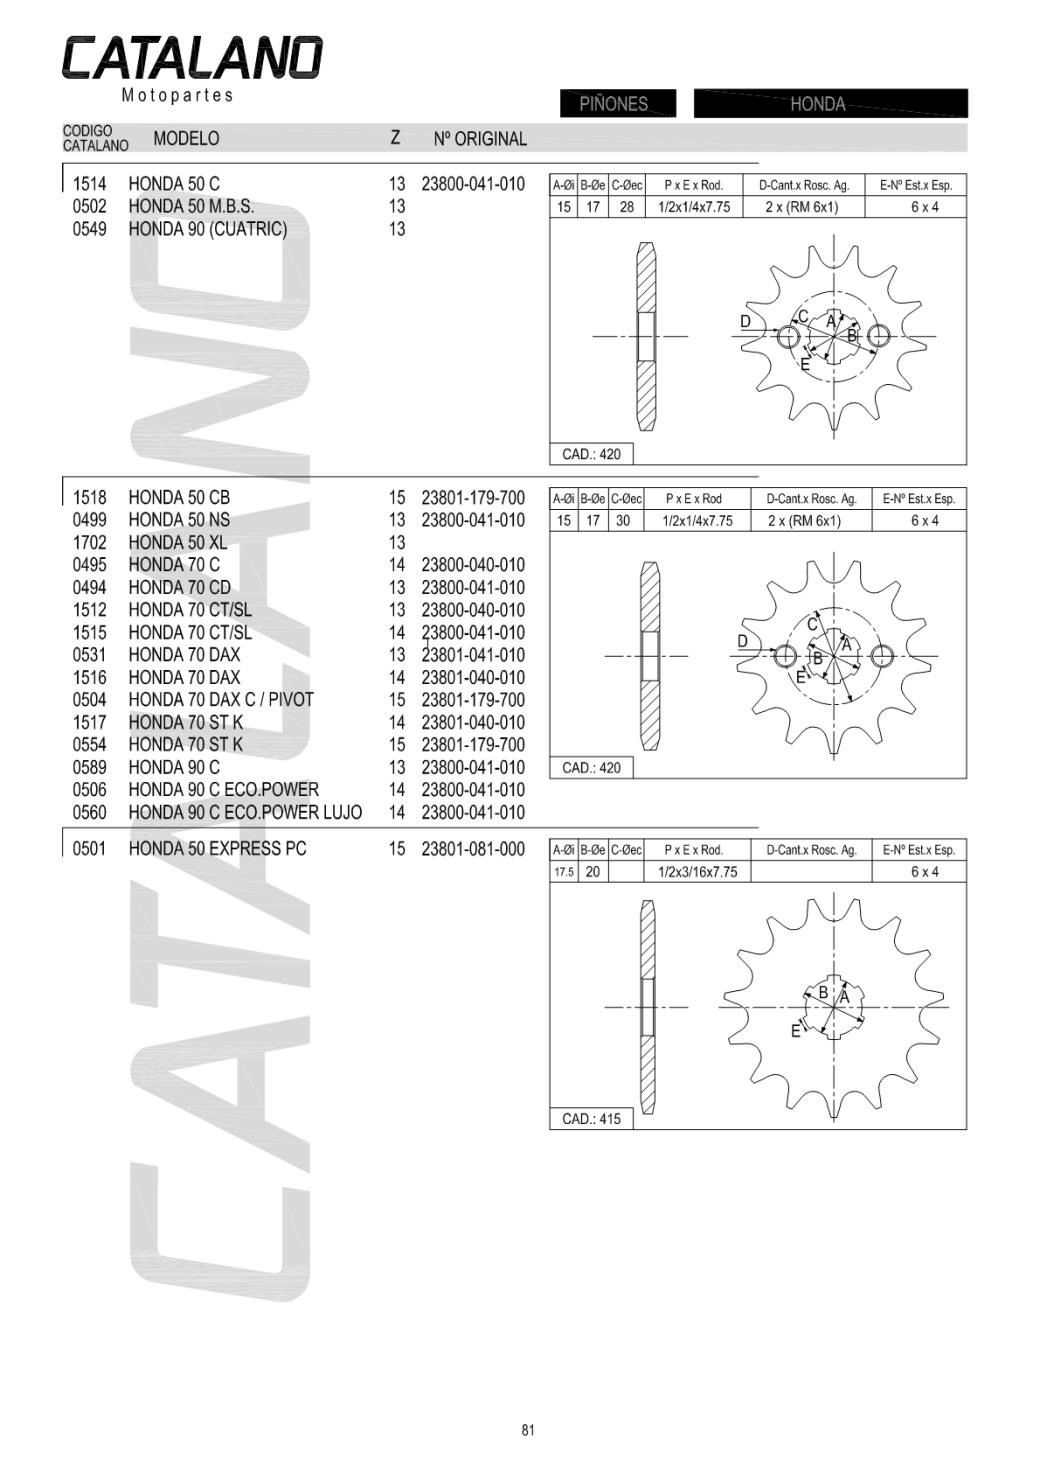 CATALANO
Motopartes
PIÑONES HONDA
CODIGO CATALANO MODELO Z Nº ORIGINAL
1514 HONDA 50 C 13 23800-041-010
0502 HONDA 50 M.B.S. 13
0549 HONDA 90 (CUATRIC) 13
A-Øi B-Øe C-Øec P x E x Rod. D-Cant.x Rosc. Ag. E-Nº Est.x Esp.
15 17 28 1/2x1/4x7.75 2 x (RM 6x1) 6 x 4
D C A B E
CAD.: 420
1518 HONDA 50 CB 15 23801-179-700
0499 HONDA 50 NS 13 23800-041-010
1702 HONDA 50 XL 13
0495 HONDA 70 C 14 23800-040-010
0494 HONDA 70 CD 13 23800-041-010
1512 HONDA 70 CT/SL 13 23800-040-010
1515 HONDA 70 CT/SL 14 23800-041-010
0531 HONDA 70 DAX 13 23801-041-010
1516 HONDA 70 DAX 14 23801-040-010
0504 HONDA 70 DAX C / PIVOT 15 23801-179-700
1517 HONDA 70 ST K 14 23801-040-010
0554 HONDA 70 ST K 15 23801-179-700
0589 HONDA 90 C 13 23800-041-010
0506 HONDA 90 C ECO.POWER 14 23800-041-010
0560 HONDA 90 C ECO.POWER LUJO 14 23800-041-010
A-Øi B-Øe C-Øec P x E x Rod D-Cant.x Rosc. Ag. E-Nº Est.x Esp.
15 17 30 1/2x1/4x7.75 2 x (RM 6x1) 6 x 4
C D A B E
CAD.: 420
0501 HONDA 50 EXPRESS PC 15 23801-081-000
A-Øi B-Øe C-Øec P x E x Rod. D-Cant.x Rosc. Ag. E-Nº Est.x Esp.
17.5 20 1/2x3/16x7.75 6 x 4
B A E
CAD.: 415
CATALANO
81